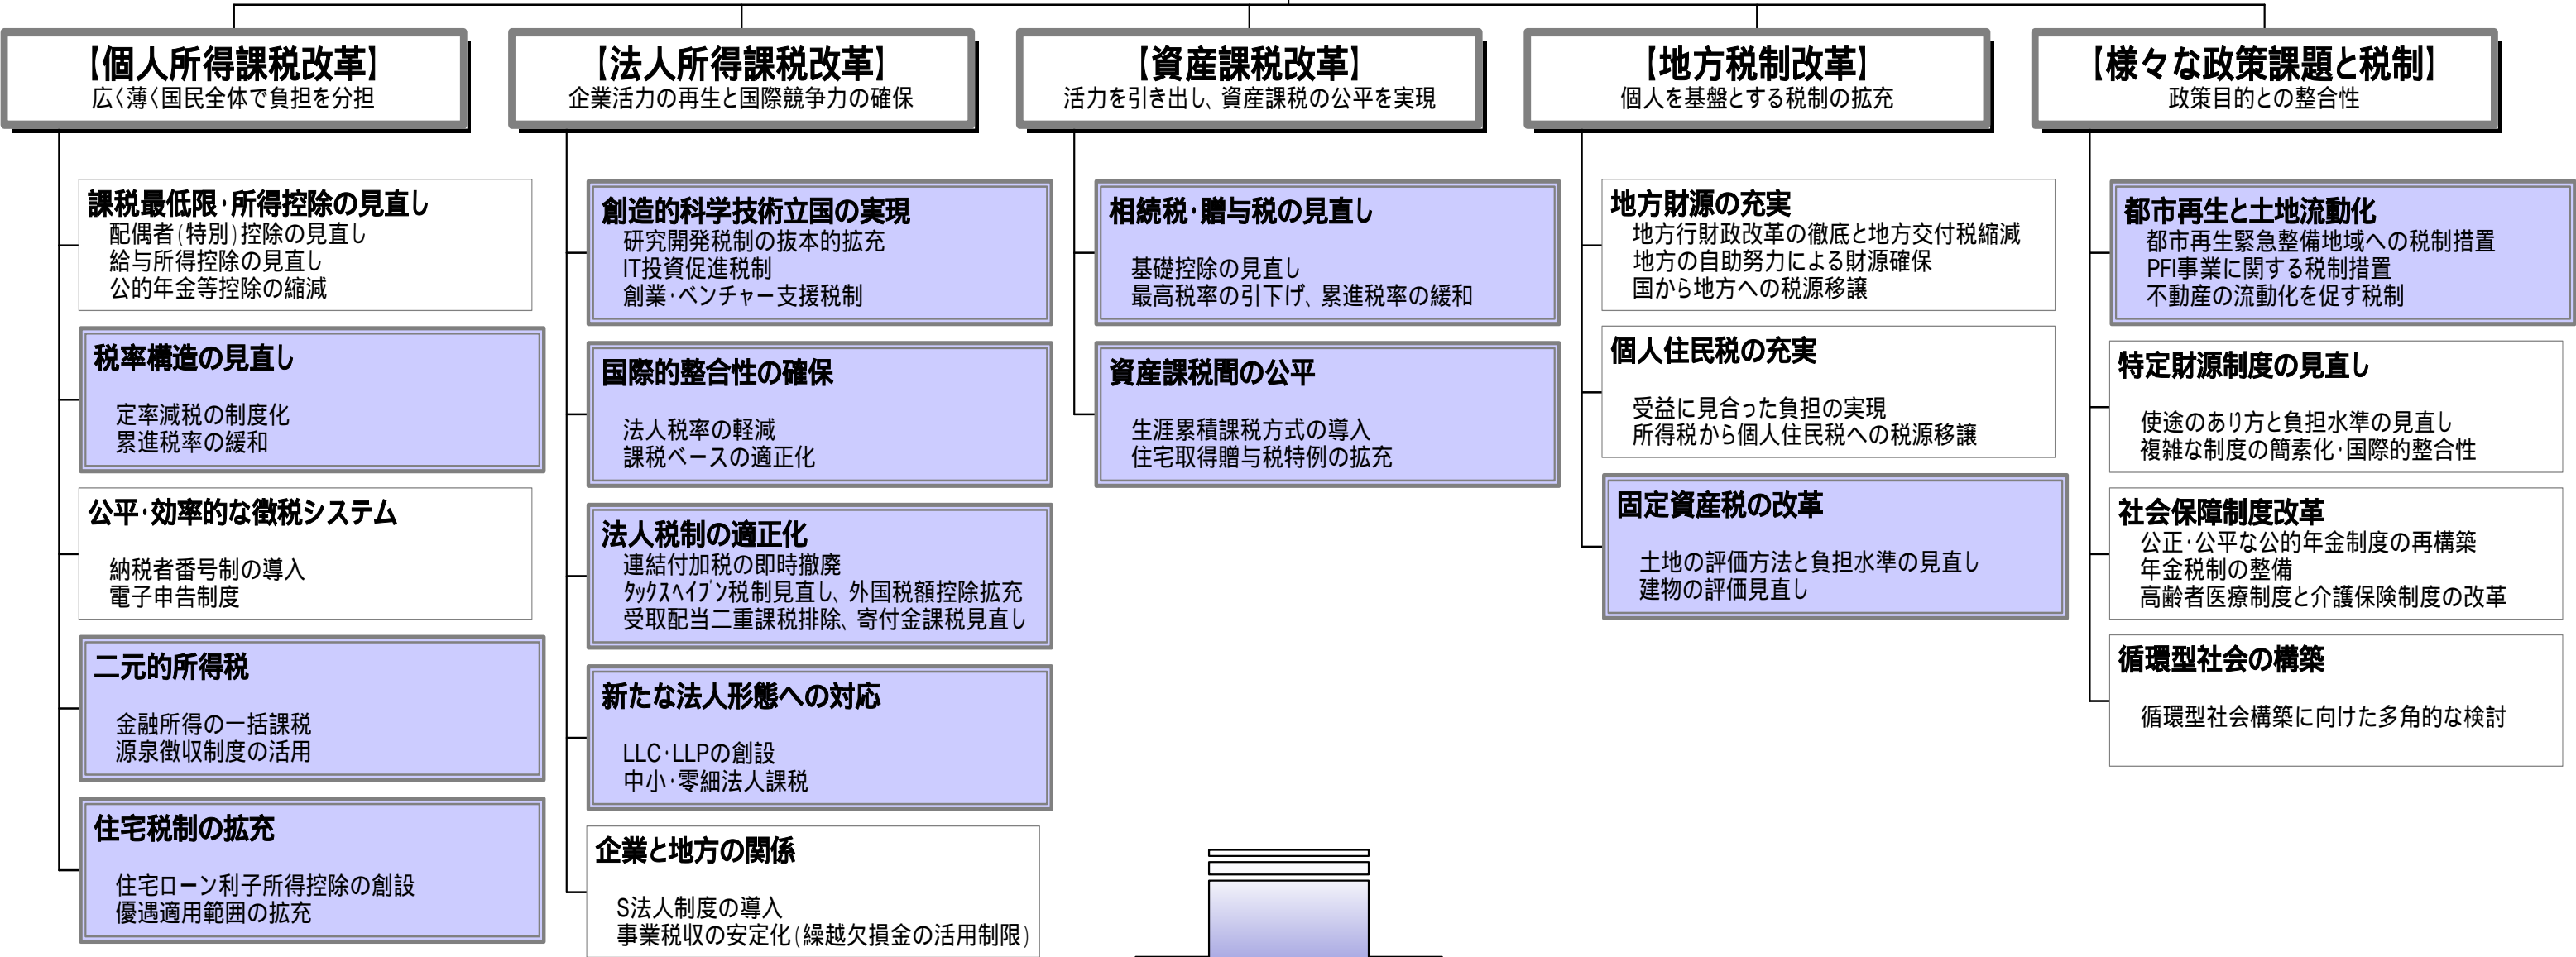 【個人所得課税改革】
広く薄く国民全体で負担を分担
課税最低限・所得控除の見直し
配偶者(特別)控除の見直し
給与所得控除の見直し
公的年金等控除の縮減
税率構造の見直し
定率減税の制度化
累進税率の緩和
公平・効率的な徴税システム
納税者番号制の導入
電子申告制度
二元的所得税
金融所得の一括課税
源泉徴収制度の活用
住宅税制の拡充
住宅ローン利子所得控除の創設
優遇適用範囲の拡充
【法人所得課税改革】
企業活力の再生と国際競争力の確保
創造的科学技術立国の実現
研究開発税制の抜本的拡充
IT投資促進税制
創業・ベンチャー支援税制
国際的整合性の確保
法人税率の軽減
課税ベースの適正化
法人税制の適正化
連結付加税の即時撤廃
ﾀｯｸｽﾍｲﾌﾞﾝ税制見直し、外国税額控除拡充
受取配当二重課税排除、寄付金課税見直し
新たな法人形態への対応
LLC・LLPの創設
中小・零細法人課税
企業と地方の関係
S法人制度の導入
事業税収の安定化(繰越欠損金の活用制限)
【資産課税改革】
活力を引き出し、資産課税の公平を実現
相続税・贈与税の見直し
基礎控除の見直し
最高税率の引下げ、累進税率の緩和
資産課税間の公平
生涯累積課税方式の導入
住宅取得贈与税特例の拡充
【地方税制改革】
個人を基盤とする税制の拡充
地方財源の充実
地方行財政改革の徹底と地方交付税縮減
地方の自助努力による財源確保
国から地方への税源移譲
個人住民税の充実
受益に見合った負担の実現
所得税から個人住民税への税源移譲
固定資産税の改革
土地の評価方法と負担水準の見直し
建物の評価見直し
【様々な政策課題と税制】
政策目的との整合性
都市再生と土地流動化
都市再生緊急整備地域への税制措置
PFI事業に関する税制措置
不動産の流動化を促す税制
特定財源制度の見直し
使途のあり方と負担水準の見直し
複雑な制度の簡素化・国際的整合性
社会保障制度改革
公正・公平な公的年金制度の再構築
年金税制の整備
高齢者医療制度と介護保険制度の改革
循環型社会の構築
循環型社会構築に向けた多角的な検討